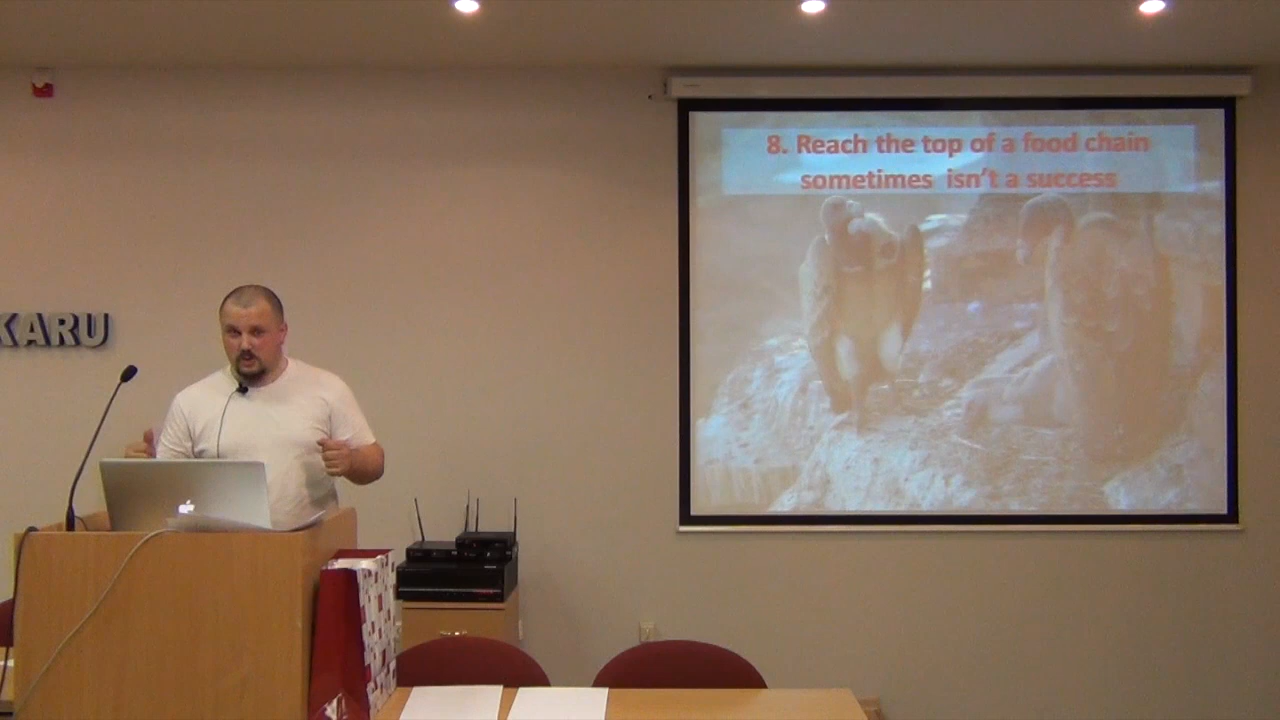 KARU
8. Reach the top of a food chain
sometimes isn't a success